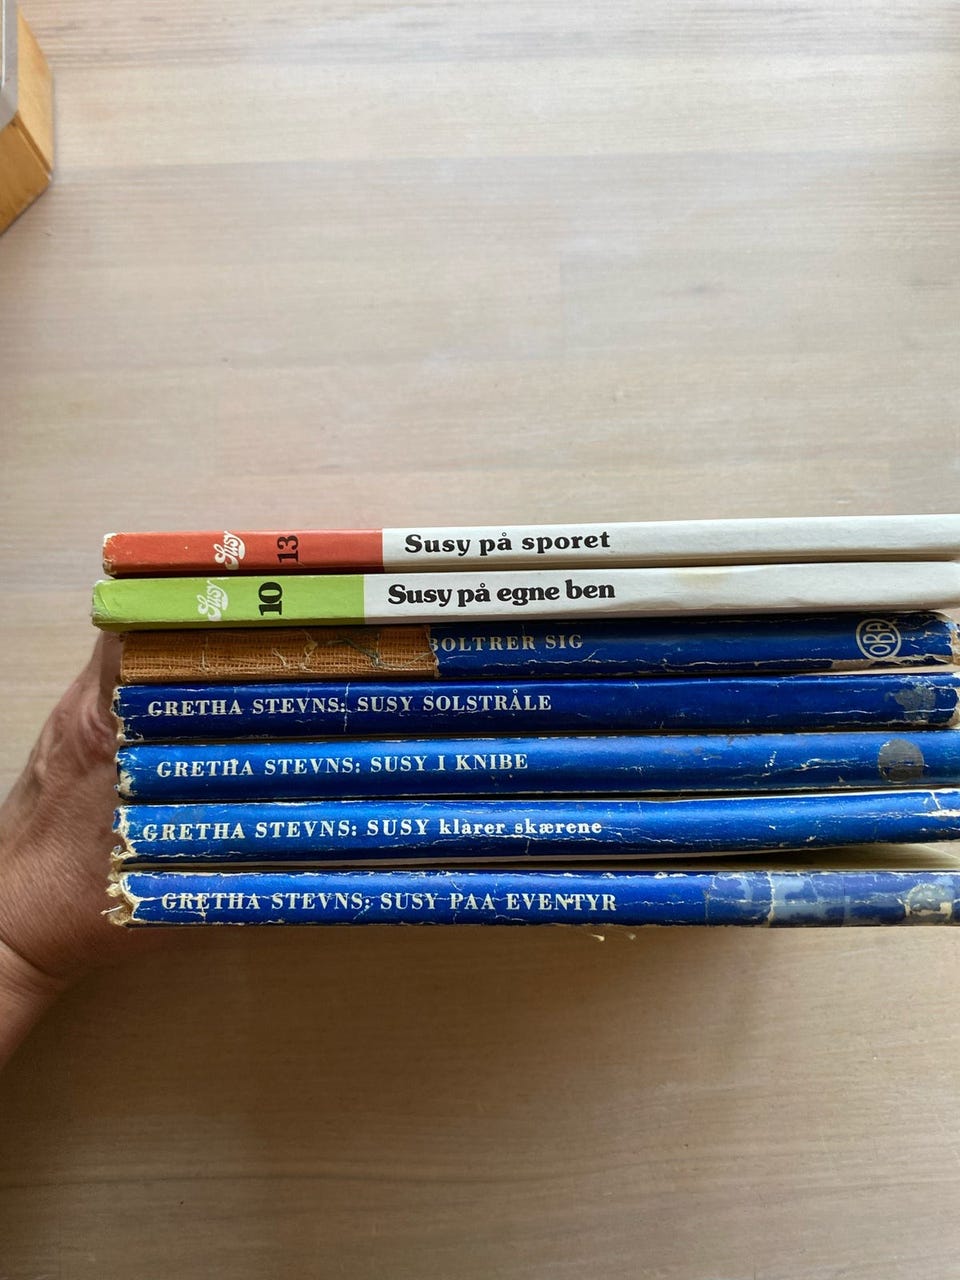 Susy 13 Susy på sporet
Susy 10 Susy på egne ben
BOLTRER SIG
GRETHA STEVNS: SUSY SOLSTRÅLE
GRETHA STEVNS: SUSY I KNIBE
GRETHA STEVNS: SUSY klarer skærene
GRETHA STEVNS: SUSY PAA EVENTYR